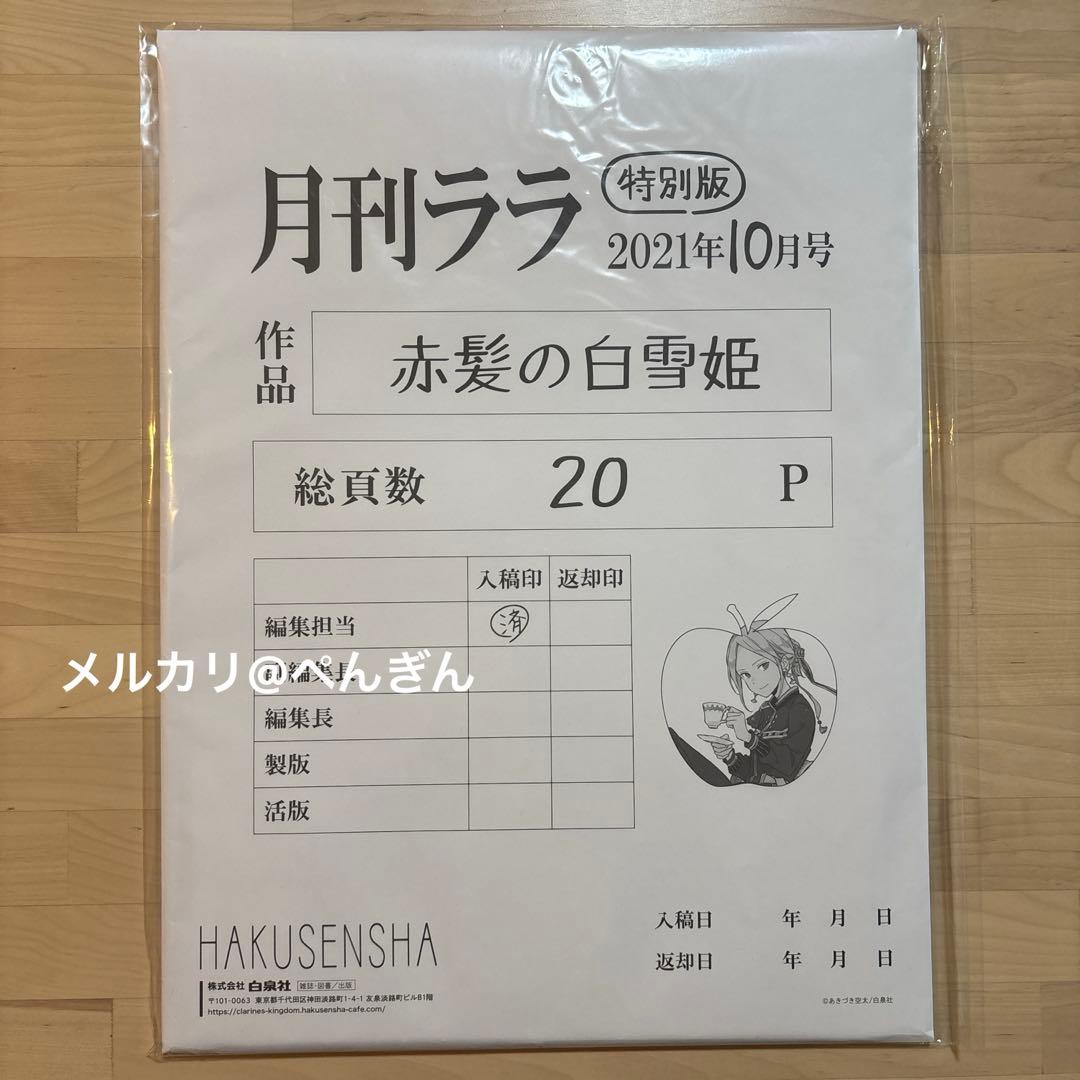 月刊ララ 特別版
2021年10月号
作品 赤髪の白雪姫
総頁数 20 P
入稿印 返却印
編集担当 済
副編集長
メルカリ@ぺんぎん
編集長
製版
活版
入稿日 年 月 日
返却日 年 月 日
HAKUSENSHA
株式会社 白泉社 雑誌・図書/出版
〒101-0063 東京都千代田区神田淡路町1-4-1 友泉淡路町ビルB1階
https://clarines-kingdom.hakusensha-cafe.com/
©あきづき空太/白泉社